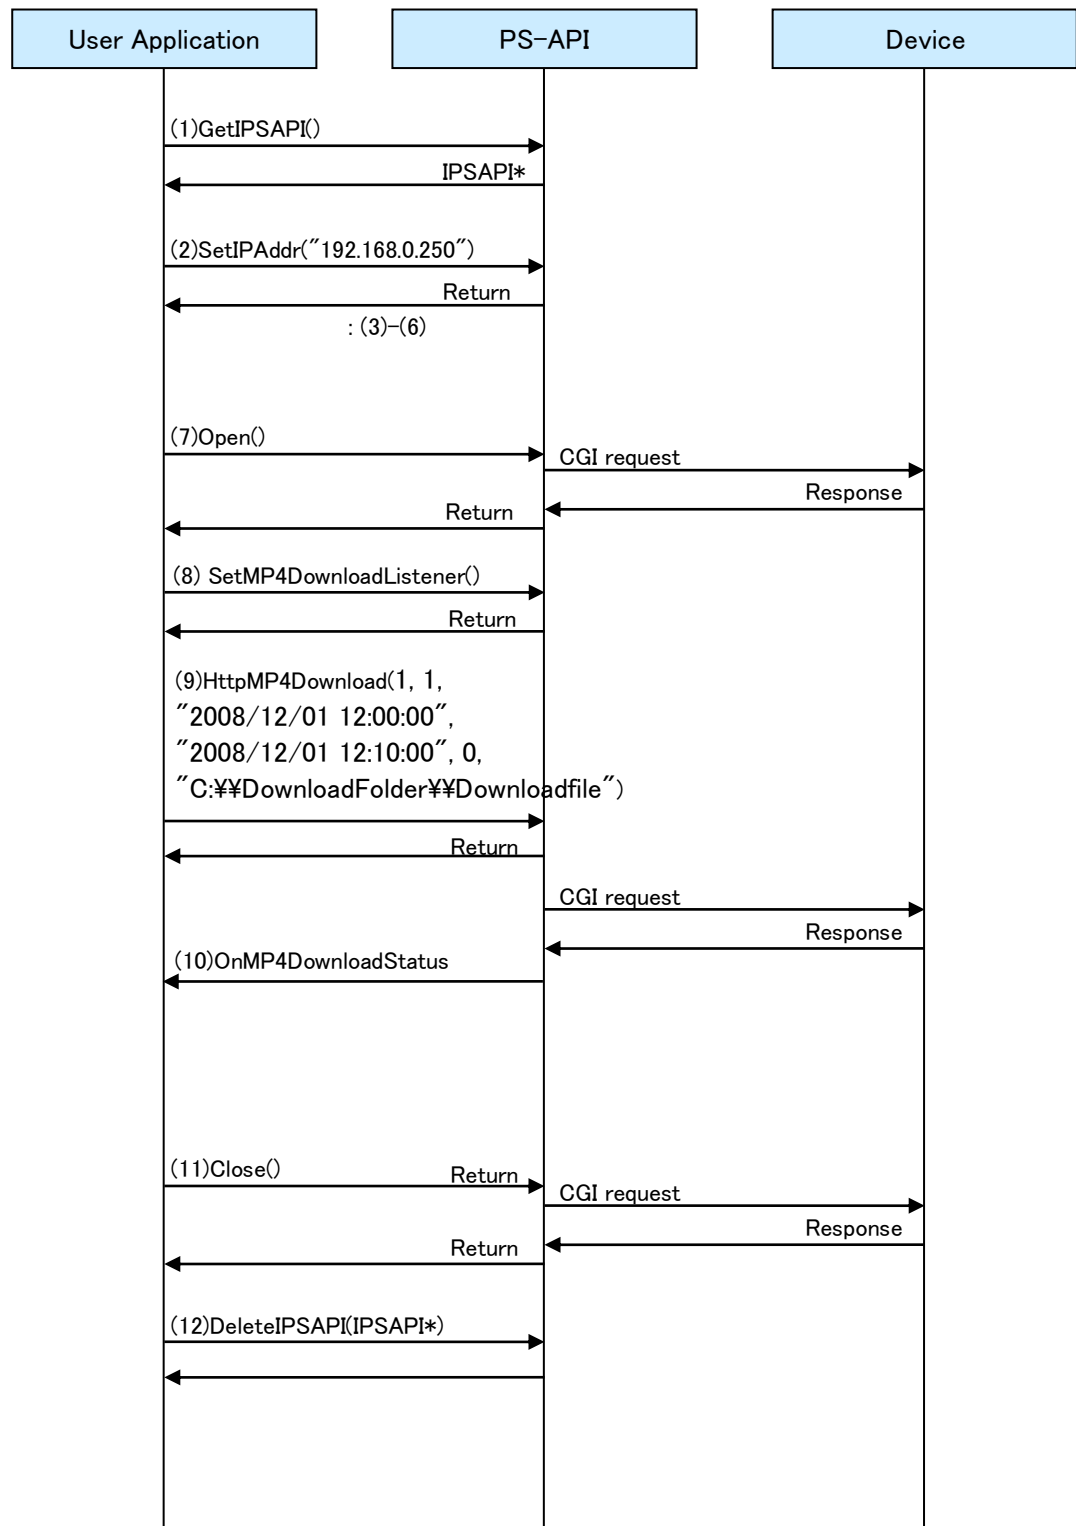 User Application
PS-API
Device
(1)GetIPSAPI()
IPSAPI*
(2)SetIPAddr("192.168.0.250")
Return
: (3)-(6)
(7)Open()
CGI request
Response
Return
(8) SetMP4DownloadListener()
Return
(9)HttpMP4Download(1, 1,
"2008/12/01 12:00:00",
"2008/12/01 12:10:00", 0,
"C:¥¥DownloadFolder¥¥Downloadfile")
Return
CGI request
Response
(10)OnMP4DownloadStatus
(11)Close()
Return
CGI request
Response
Return
(12)DeleteIPSAPI(IPSAPI*)